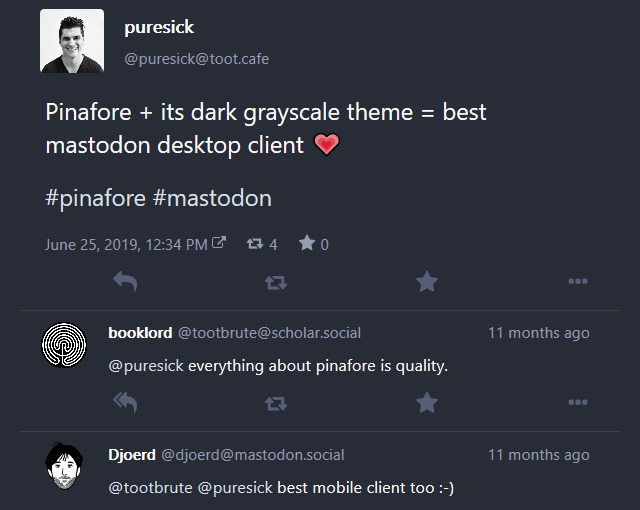 puresick
@puresick@toot.cafe
Pinafore + its dark grayscale theme = best
mastodon desktop client
#pinafore #mastodon
June 25, 2019, 12:34 PM 4 0
booklord @tootbrute@scholar.social 11 months ago
@puresick everything about pinafore is quality.
Djoerd @djoerd@mastodon.social 11 months ago
@tootbrute @puresick best mobile client too :-)